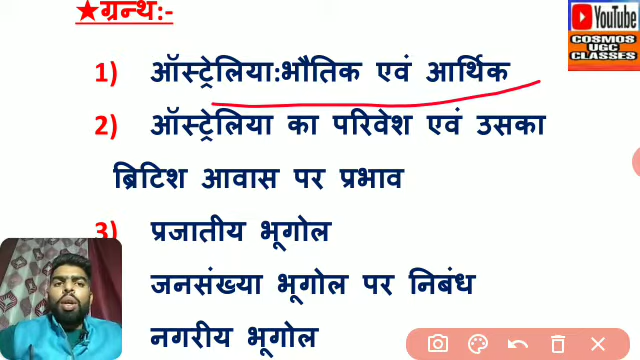 ★ग्रन्थ:-
YouTube
COSMOS
UGC
CLASSES
1) ऑस्ट्रेलिया:भौतिक एवं आर्थिक
2) ऑस्ट्रेलिया का परिवेश एवं उसका
ब्रिटिश आवास पर प्रभाव
3) प्रजातीय भूगोल
जनसंख्या भूगोल पर निबंध
नगरीय भूगोल